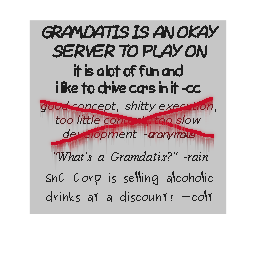 GRAMDATIS IS AN OKAY
SERVER TO PLAY ON
it is a lot of fun and
i like to drive cars in it -cc
good concept, shitty execution,
too little content, too slow
development
"What's a Gramdatis?" -rain
SnC Corp is selling alcoholic
drinks at a discount! -colt